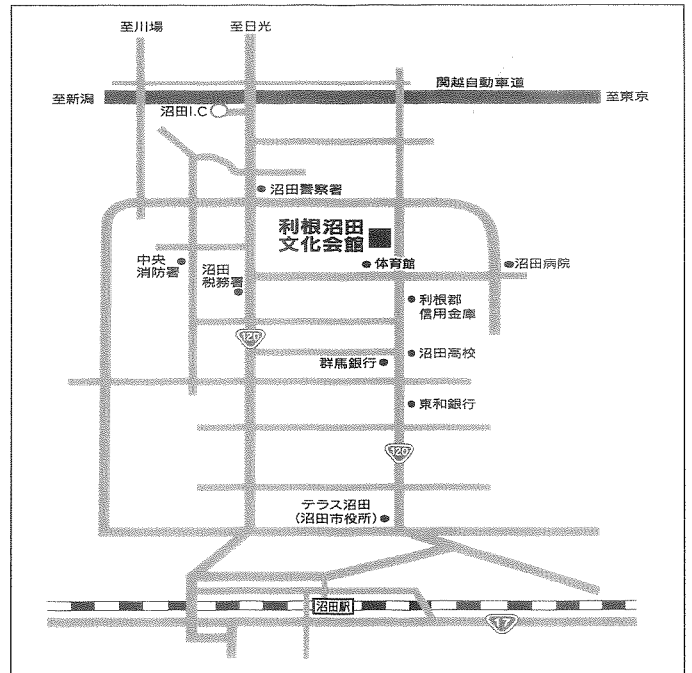 至川場
至日光
関越自動車道
至新潟
至東京
沼田I.C
沼田警察署
利根沼田
文化会館
中央
消防署
沼田
税務署
体育館
沼田病院
利根郡
信用金庫
120
沼田高校
群馬銀行
東和銀行
120
テラス沼田
(沼田市役所)
沼田駅
17